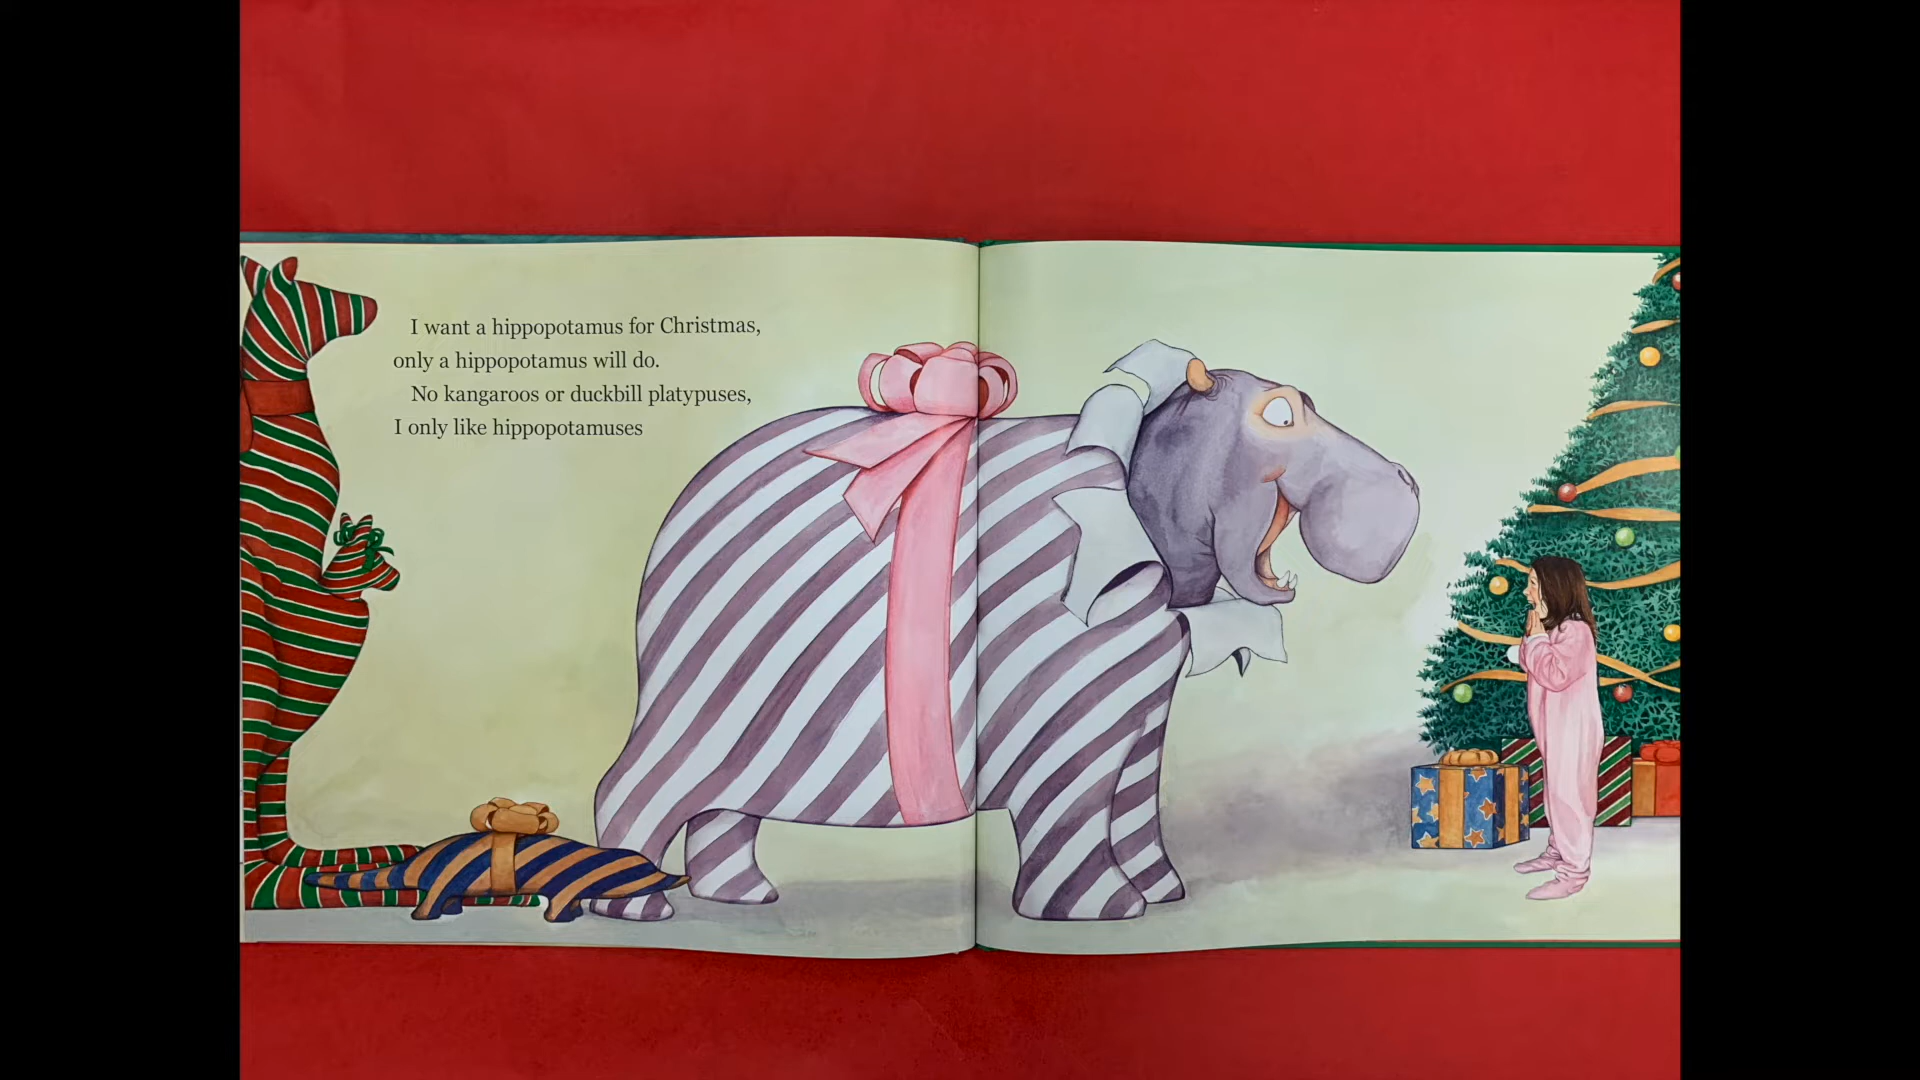 I want a hippopotamus for Christmas,
only a hippopotamus will do.
No kangaroos or duckbill platypuses,
I only like hippopotamuses